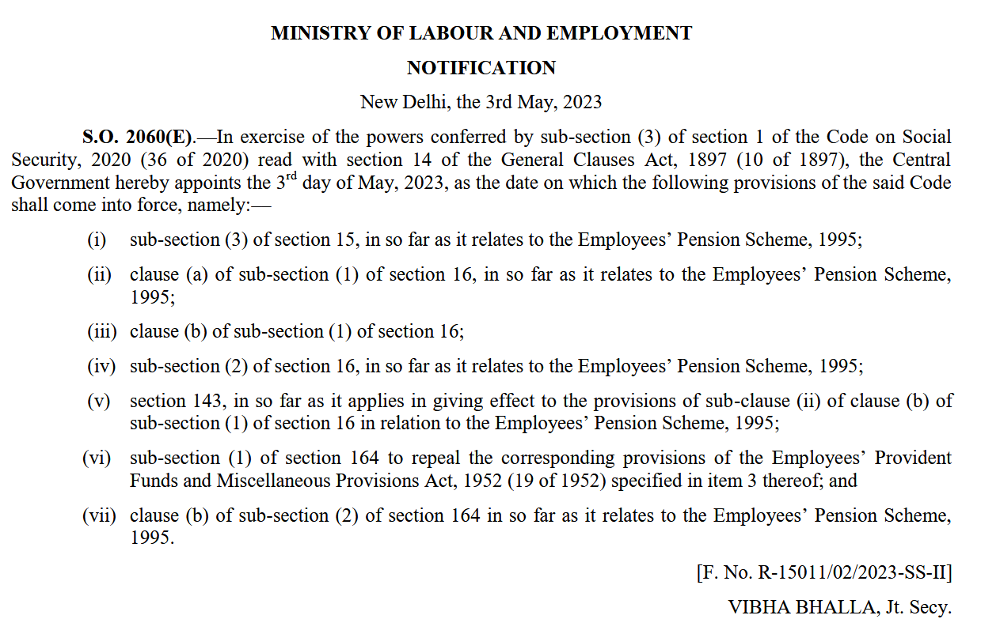 MINISTRY OF LABOUR AND EMPLOYMENT
NOTIFICATION
New Delhi, the 3rd May, 2023
S.O. 2060(E).—In exercise of the powers conferred by sub-section (3) of section 1 of the Code on Social
Security, 2020 (36 of 2020) read with section 14 of the General Clauses Act, 1897 (10 of 1897), the Central
Government hereby appoints the 3rd day of May, 2023, as the date on which the following provisions of the said Code
shall come into force, namely:—
(i) sub-section (3) of section 15, in so far as it relates to the Employees’ Pension Scheme, 1995;
(ii) clause (a) of sub-section (1) of section 16, in so far as it relates to the Employees’ Pension Scheme,
1995;
(iii) clause (b) of sub-section (1) of section 16;
(iv) sub-section (2) of section 16, in so far as it relates to the Employees’ Pension Scheme, 1995;
(v) section 143, in so far as it applies in giving effect to the provisions of sub-clause (ii) of clause (b) of
sub-section (1) of section 16 in relation to the Employees’ Pension Scheme, 1995;
(vi) sub-section (1) of section 164 to repeal the corresponding provisions of the Employees’ Provident
Funds and Miscellaneous Provisions Act, 1952 (19 of 1952) specified in item 3 thereof; and
(vii) clause (b) of sub-section (2) of section 164 in so far as it relates to the Employees’ Pension Scheme,
1995.
[F. No. R-15011/02/2023-SS-II]
VIBHA BHALLA, Jt. Secy.